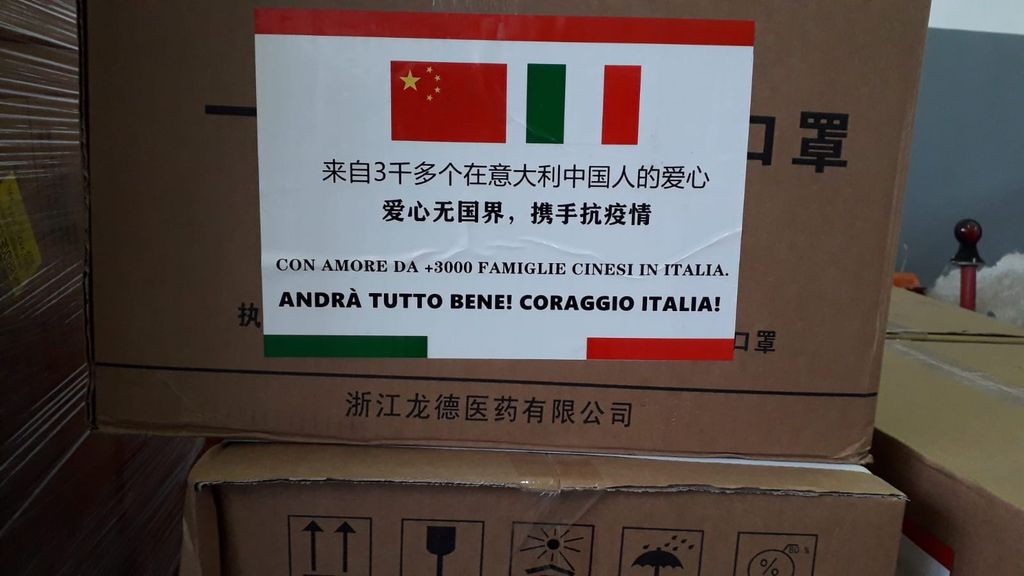 来自3千多个在意大利中国人的爱心
爱心无国界，携手抗疫情
CON AMORE DA +3000 FAMIGLIE CINESI IN ITALIA.
ANDRÀ TUTTO BENE! CORAGGIO ITALIA!
一
口罩
执
口罩
浙江龙德医药有限公司
80 %
%